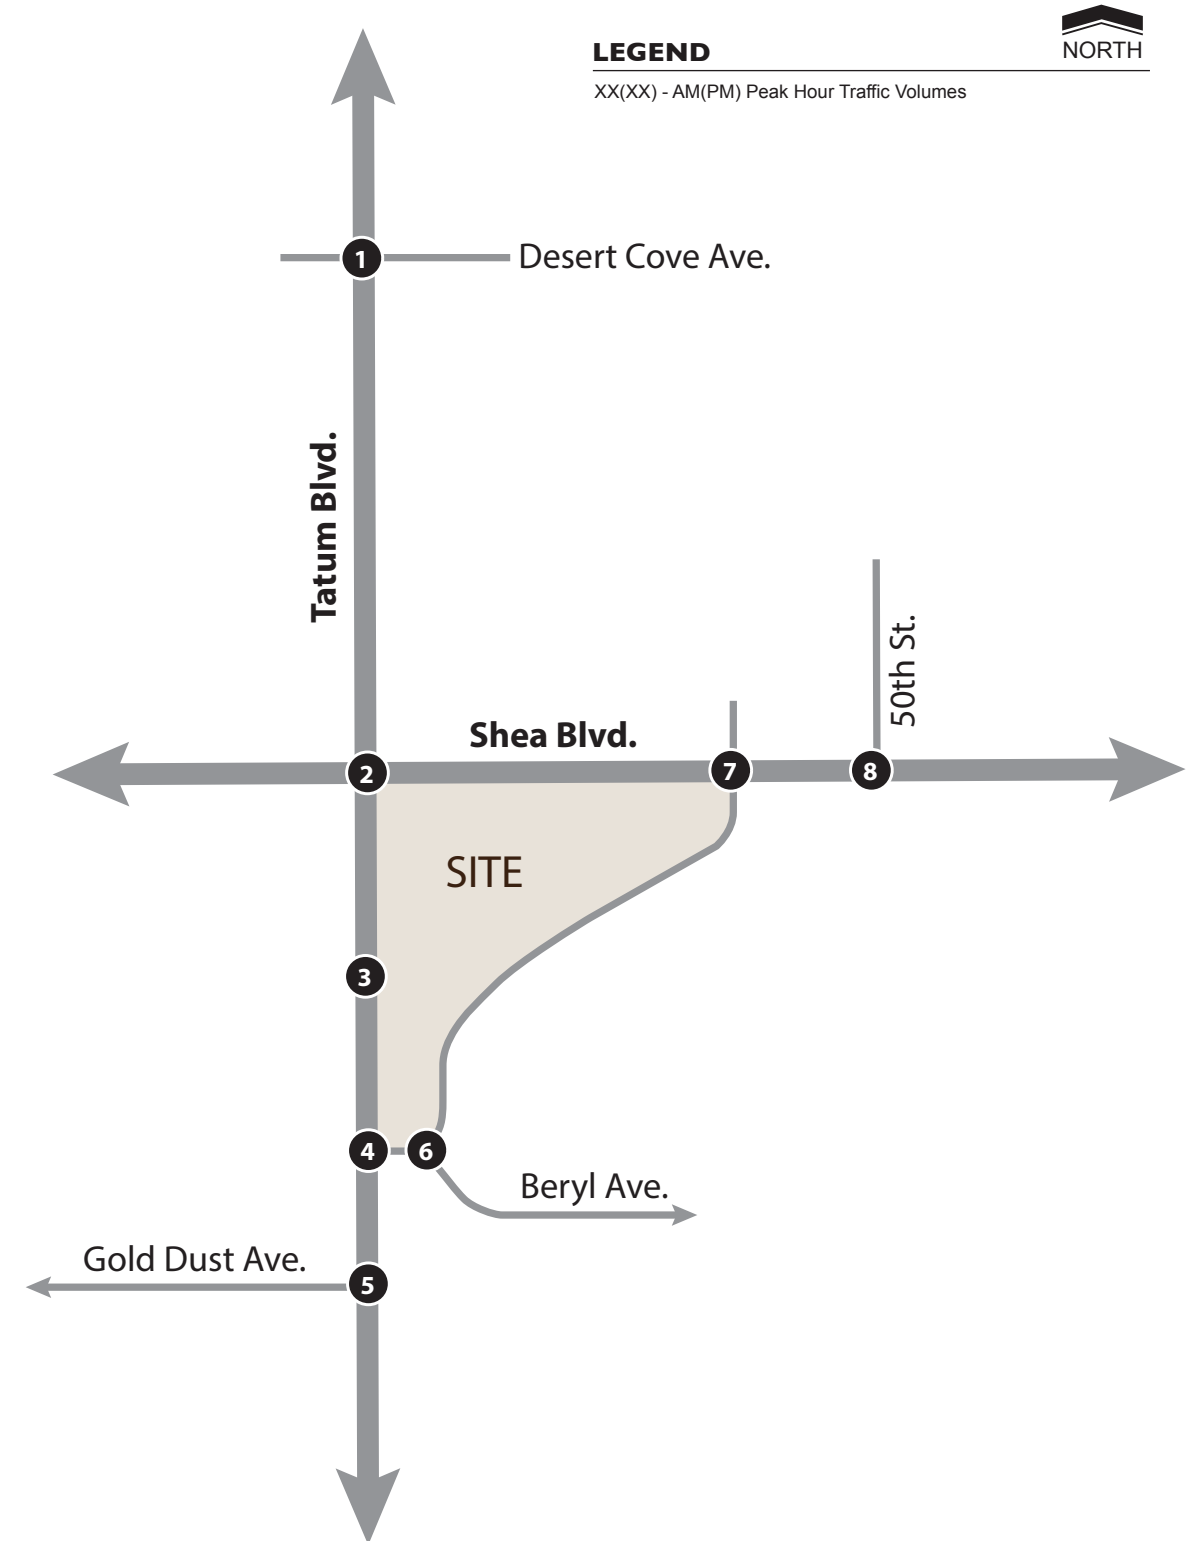 LEGEND
NORTH
XX(XX) - AM(PM) Peak Hour Traffic Volumes
1
Desert Cove Ave.
Tatum Blvd.
50th St.
Shea Blvd.
2
7
8
SITE
3
4
6
Beryl Ave.
Gold Dust Ave.
5